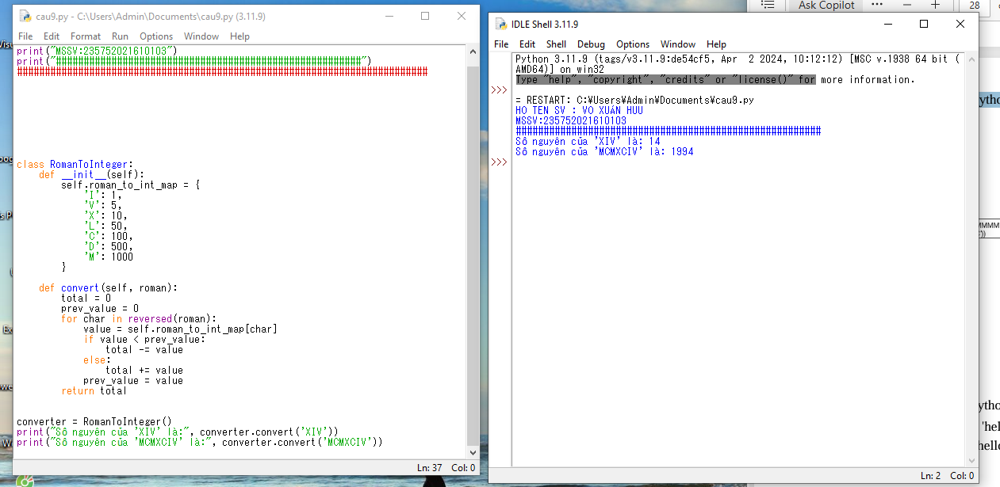 cau9.py - C:\Users\Admin\Documents\cau9.py (3.11.9)
File Edit Format Run Options Window Help
print("MSSV:235752021610103")
print("#######################################################")
##########################################################################
class RomanToInteger:
def __init__(self):
self.roman_to_int_map = {
'I': 1,
'V': 5,
'X': 10,
'L': 50,
'C': 100,
'D': 500,
'M': 1000
}
def convert(self, roman):
total = 0
prev_value = 0
for char in reversed(roman):
value = self.roman_to_int_map[char]
if value < prev_value:
total -= value
else:
total += value
prev_value = value
return total
converter = RomanToInteger()
print("Số nguyên của 'XIV' là:", converter.convert('XIV'))
print("Số nguyên của 'MCMXCIV' là:", converter.convert('MCMXCIV'))
Ln: 37 Col: 0
Ask Copilot
28
IDLE Shell 3.11.9
File Edit Shell Debug Options Window Help
Python 3.11.9 (tags/v3.11.9:de54cf5, Apr 2 2024, 10:12:12) [MSC v.1938 64 bit (
AMD64)] on win32
Type "help", "copyright", "credits" or "license()" for more information.
>>>
= RESTART: C:\Users\Admin\Documents\cau9.py
HO TEN SV : VO XUÁN HUU
MSSV:235752021610103
#######################################################
Số nguyên của 'XIV' là: 14
Số nguyên của 'MCMXCIV' là: 1994
>>>
Ln: 2 Col: 0